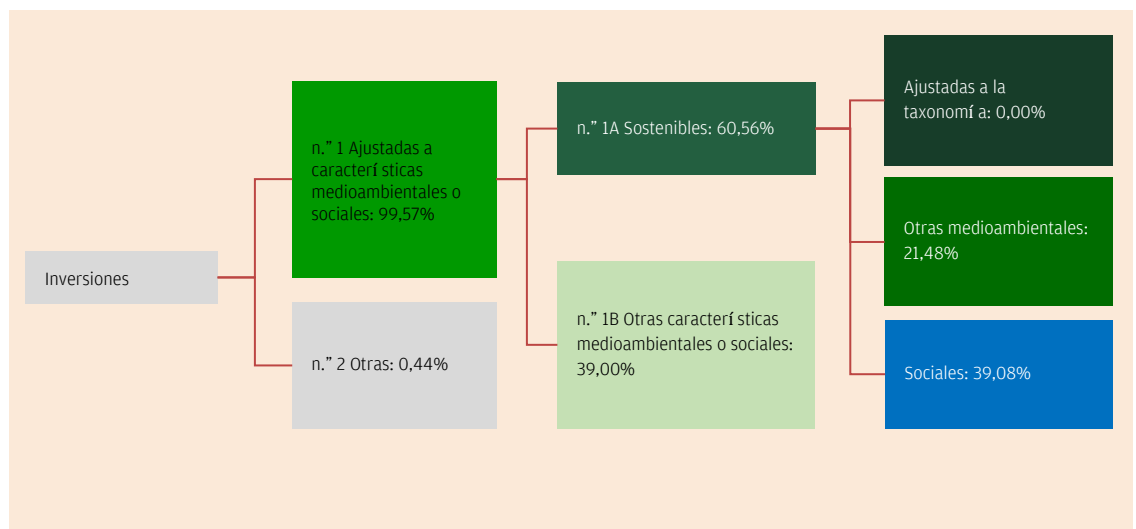 Inversiones
n.” 1 Ajustadas a
caracterí sticas
medioambientales o
sociales: 99,57%
n.” 2 Otras: 0,44%
n.” 1A Sostenibles: 60,56%
n.” 1B Otras caracterí sticas
medioambientales o sociales:
39,00%
Ajustadas a la
taxonomí a: 0,00%
Otras medioambientales:
21,48%
Sociales: 39,08%